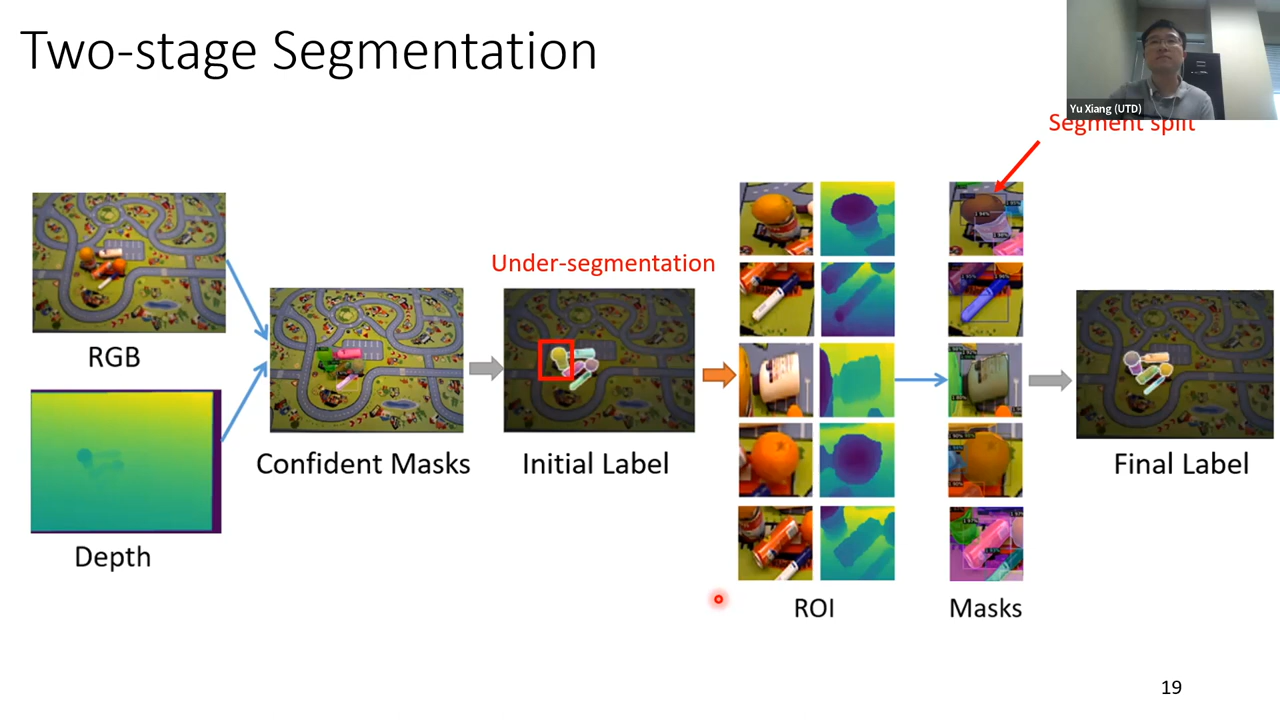 Two-stage Segmentation
Yu Xiang (UTD)
Segment split
Under-segmentation
RGB
Confident Masks
Initial Label
Final Label
Depth
ROI
Masks
19